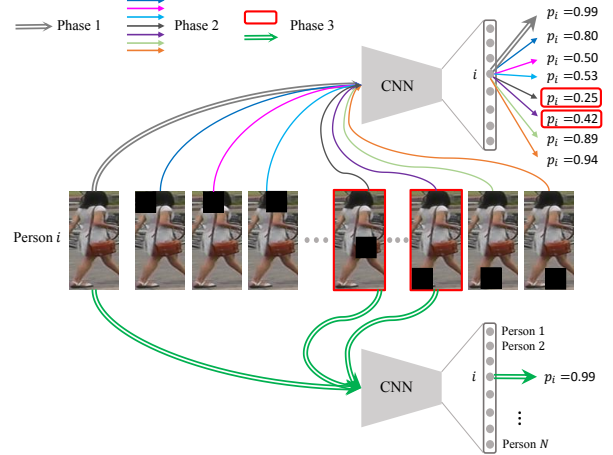 Phase 1
Phase 2
Phase 3
CNN
i
p_i =0.99
p_i =0.80
p_i =0.50
p_i =0.53
p_i =0.25
p_i =0.42
p_i =0.89
p_i =0.94
Person i
CNN
i
Person 1
Person 2
p_i =0.99
⋮
Person N